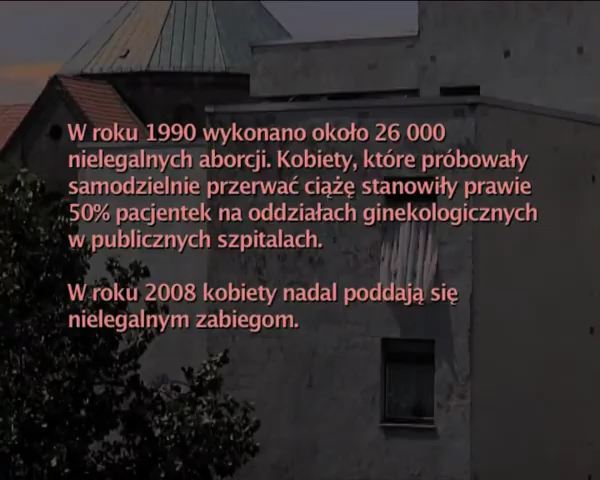 W roku 1990 wykonano około 26 000
nielegalnych aborcji. Kobiety, które próbowały
samodzielnie przerwać ciążę stanowiły prawie
50% pacjentek na oddziałach ginekologicznych
w publicznych szpitalach.
W roku 2008 kobiety nadal poddają się
nielegalnym zabiegom.